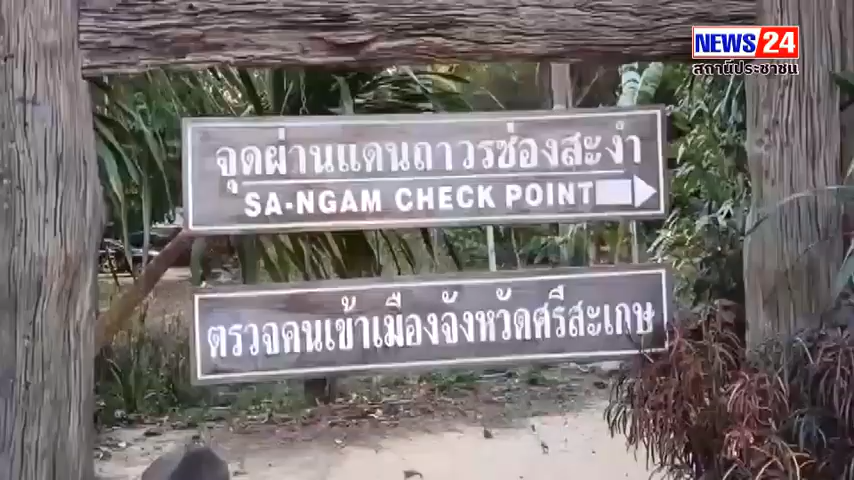 NEWS 24
สถานีประชาชน
จุดผ่านแดนถาวรช่องสะงำ
SA-NGAM CHECK POINT
ตรวจคนเข้าเมืองจังหวัดศรีสะเกษ